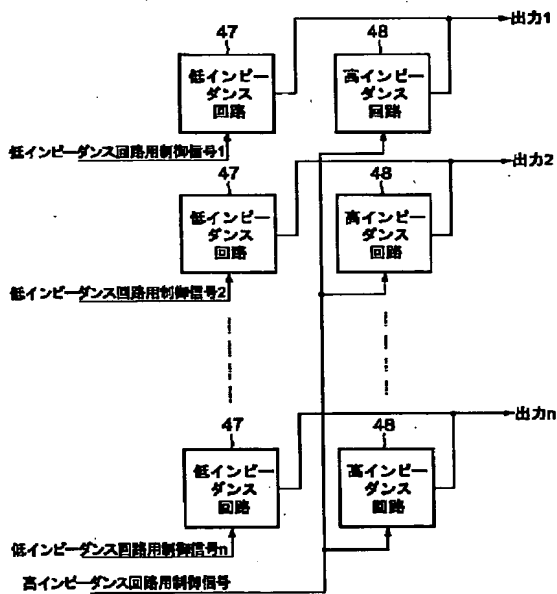 出力1
47
48
低インピー
ダンス
回路
高インピー
ダンス
回路
低インピーダンス回路用制御信号1
出力2
47
48
低インピー
ダンス
回路
高インピー
ダンス
回路
低インピーダンス回路用制御信号2
出力n
47
48
低インピー
ダンス
回路
高インピー
ダンス
回路
低インピーダンス回路用制御信号n
高インピーダンス回路用制御信号